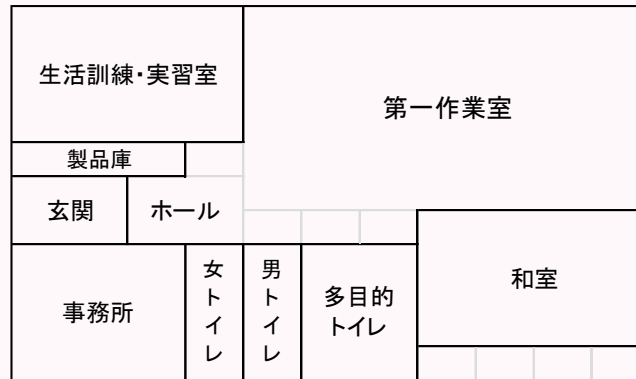 生活訓練・実習室
第一作業室
製品庫
玄関
ホール
事務所
女トイレ
男トイレ
多目的
トイレ
和室